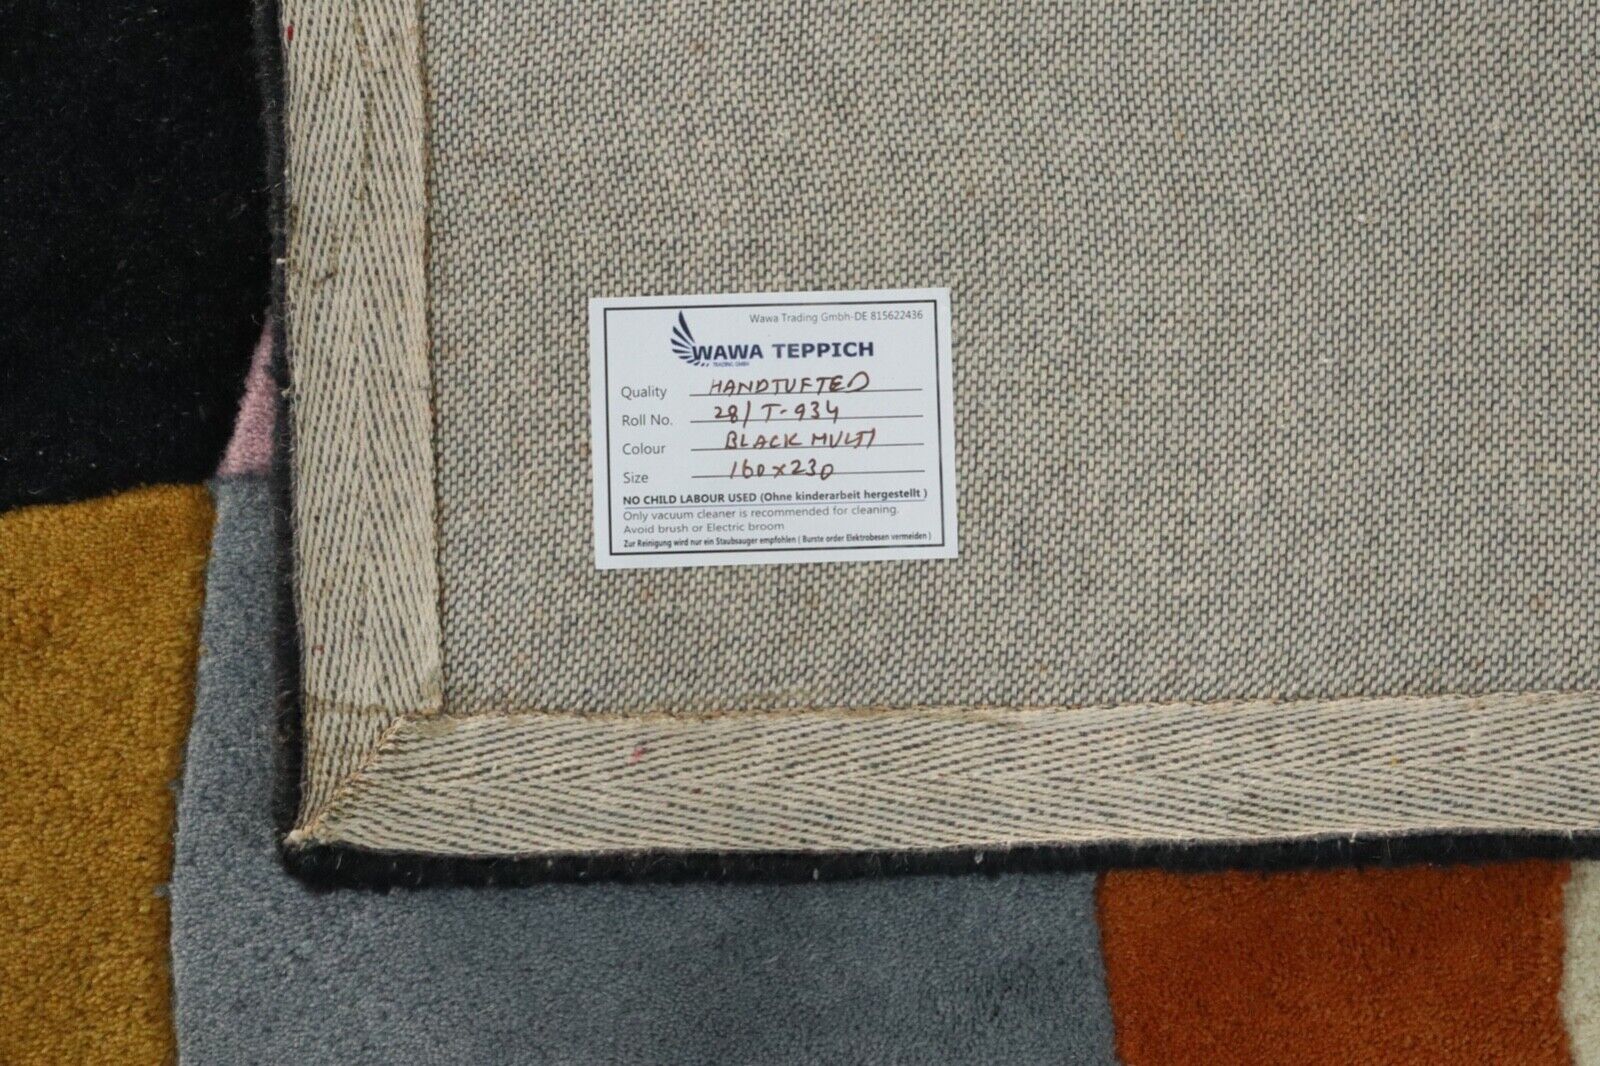 Wawa Trading Gmbh-DE 815622436
WAWA TEPPICH
TRADING GMBH
Quality HANDTUFTED
Roll No. 28/T-934
Colour BLACK MULTI
Size 160x230
NO CHILD LABOUR USED (Ohne kinderarbeit hergestellt )
Only vacuum cleaner is recommended for cleaning.
Avoid brush or Electric broom
Zur Reinigung wird nur ein Staubsauger empfohlen ( Burste order Elektrobesen vermeiden )